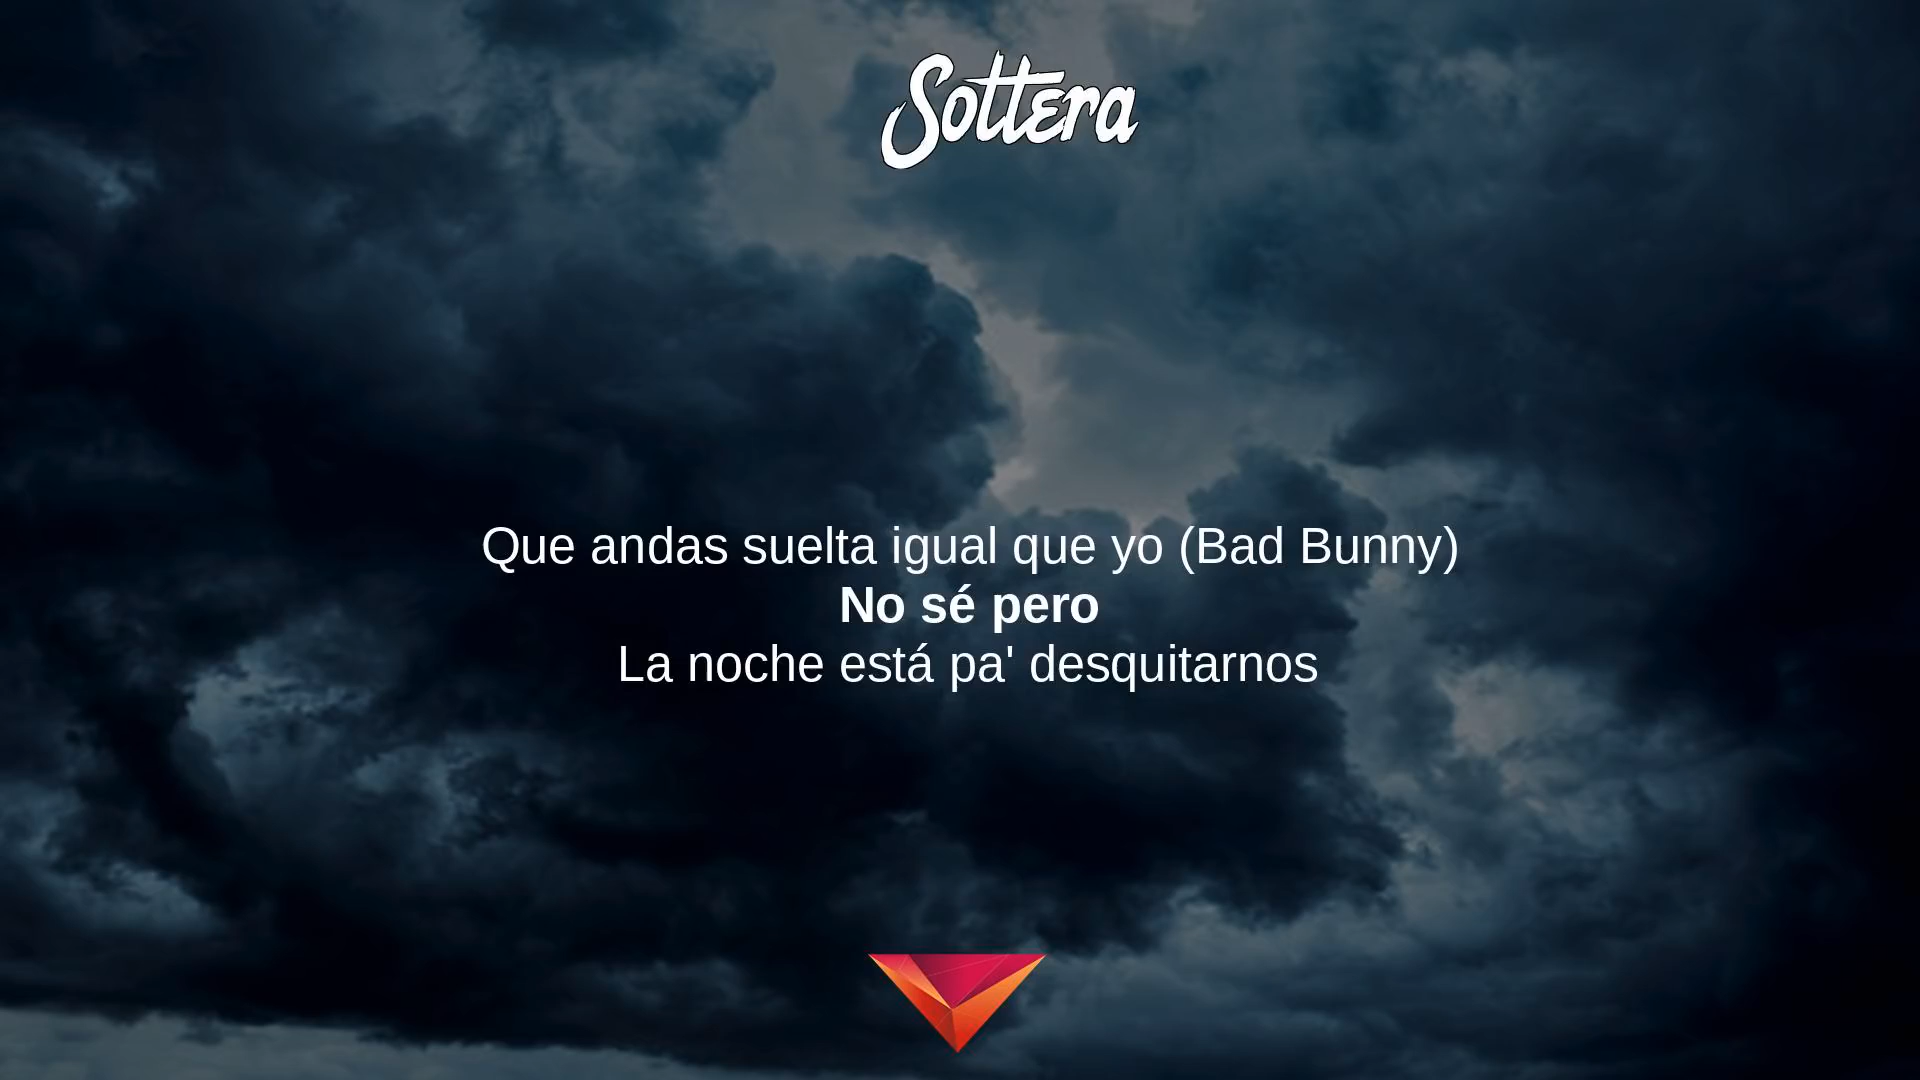 Sottera
Que andas suelta igual que yo (Bad Bunny)
No sé pero
La noche está pa' desquitarnos